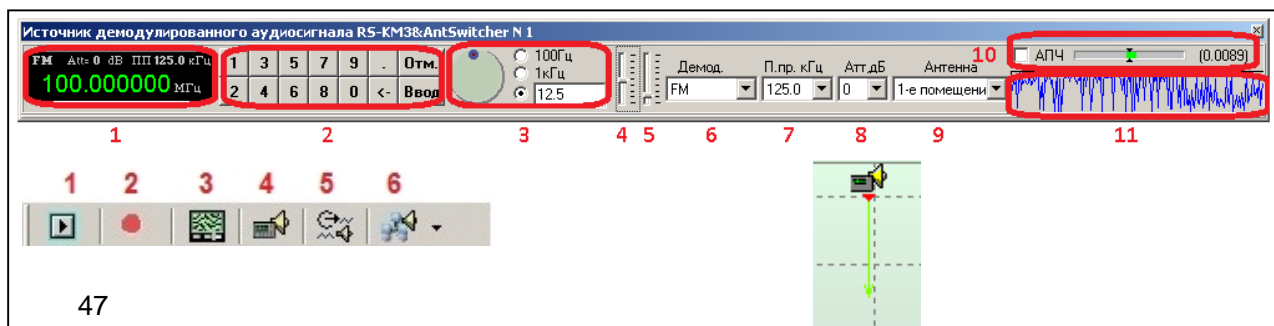 Источник демодулированного аудиосигнала RS-KM3&AntSwitcher N 1
FM Att= 0 dB ПП 125.0 кГц
100.000000 МГц
1 3 5 7 9 . Отм.
2 4 6 8 0 <- Ввод
100Гц
1кГц
12.5
Демод. П.пр. кГц Атт,дБ Антенна
FM 125.0 0 1-е помещени
10 АПЧ (0.0089)
1 2 3 4 5 6 7 8 9 11
1 2 3 4 5 6
47